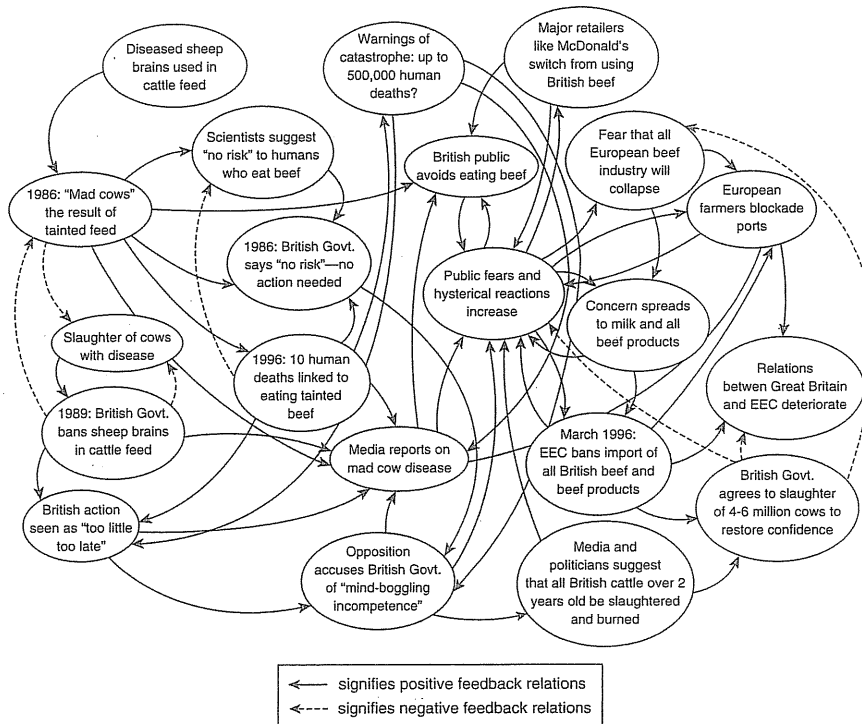 Diseased sheep
brains used in
cattle feed
Warnings of
catastrophe: up to
500,000 human
deaths?
Major retailers
like McDonald's
switch from using
British beef
Scientists suggest
"no risk" to humans
who eat beef
British public
avoids eating beef
Fear that all
European beef
industry will
collapse
1986: "Mad cows"
the result of
tainted feed
European
farmers blockade
ports
1986: British Govt.
says "no risk"—no
action needed
Public fears and
hysterical reactions
increase
Concern spreads
to milk and all
beef products
Slaughter of cows
with disease
1996: 10 human
deaths linked to
eating tainted
beef
Relations
betwen Great Britain
and EEC deteriorate
1989: British Govt.
bans sheep brains
in cattle feed
Media reports on
mad cow disease
March 1996:
EEC bans import of
all British beef and
beef products
British Govt.
agrees to slaughter
of 4-6 million cows to
restore confidence
British action
seen as "too little
too late"
Opposition
accuses British Govt.
of "mind-boggling
incompetence"
Media and
politicians suggest
that all British cattle over 2
years old be slaughtered
and burned
signifies positive feedback relations
signifies negative feedback relations